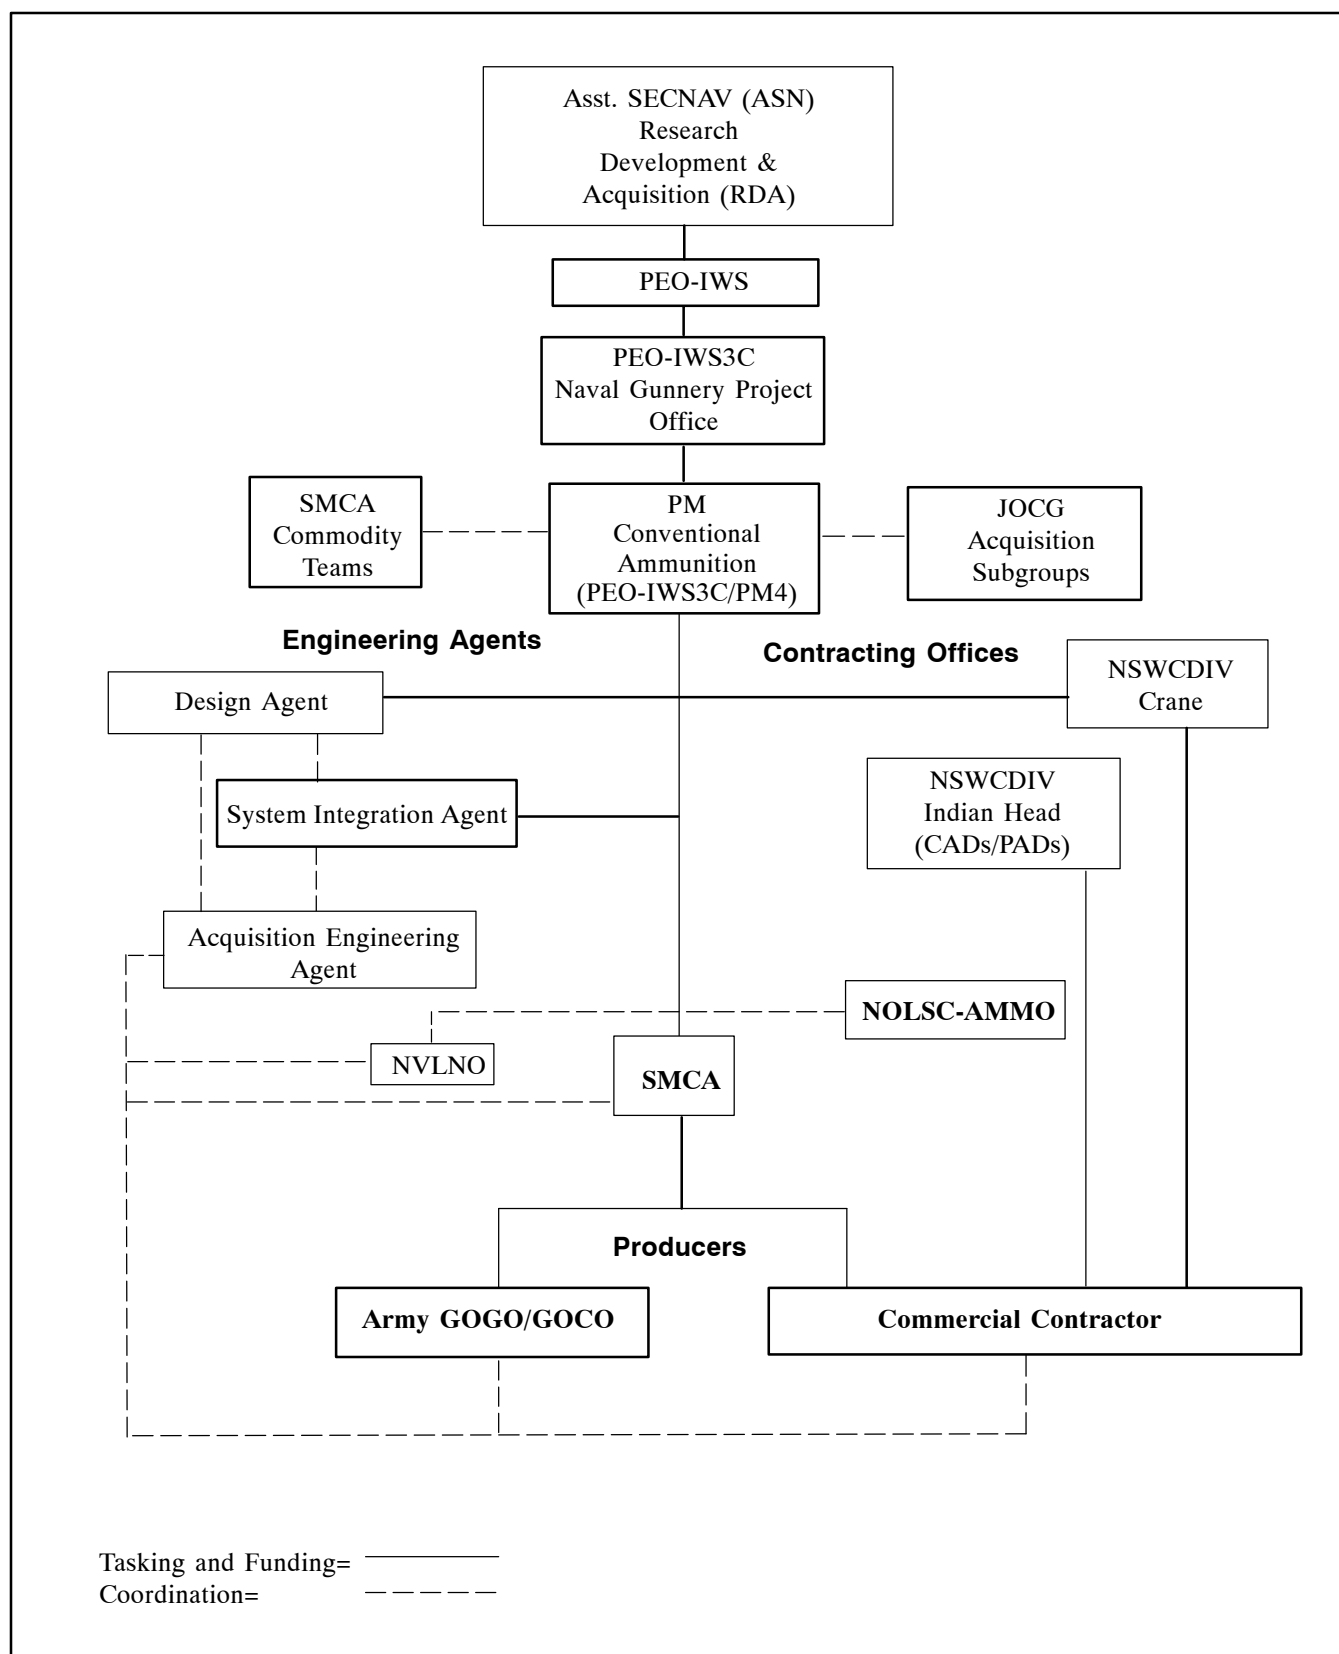 Asst. SECNAV (ASN)
Research
Development &
Acquisition (RDA)
PEO-IWS
PEO-IWS3C
Naval Gunnery Project
Office
SMCA
Commodity
Teams
PM
Conventional
Ammunition
(PEO-IWS3C/PM4)
JOCG
Acquisition
Subgroups
Engineering Agents
Contracting Offices
NSWCDIV
Crane
Design Agent
NSWCDIV
Indian Head
(CADs/PADs)
System Integration Agent
Acquisition Engineering
Agent
NOLSC-AMMO
NVLNO
SMCA
Producers
Army GOGO/GOCO
Commercial Contractor
Tasking and Funding=
Coordination=